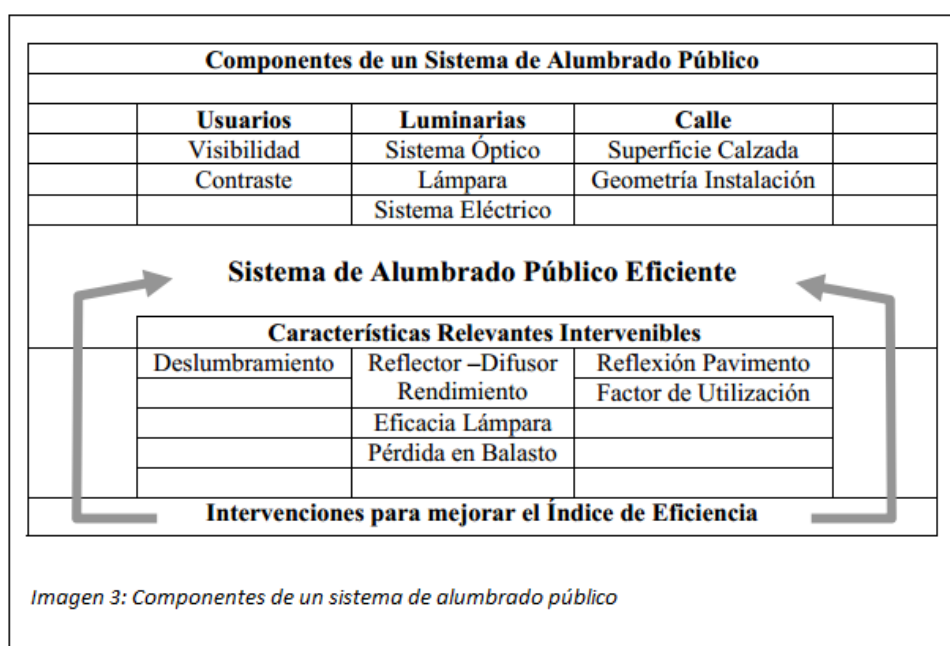 Componentes de un Sistema de Alumbrado Público
Usuarios Luminarias Calle
Visibilidad Sistema Óptico Superficie Calzada
Contraste Lámpara Geometría Instalación
Sistema Eléctrico
Sistema de Alumbrado Público Eficiente
Características Relevantes Intervenibles
Deslumbramiento Reflector –Difusor Reflexión Pavimento
Rendimiento Factor de Utilización
Eficacia Lámpara
Pérdida en Balasto
Intervenciones para mejorar el Índice de Eficiencia
Imagen 3: Componentes de un sistema de alumbrado público